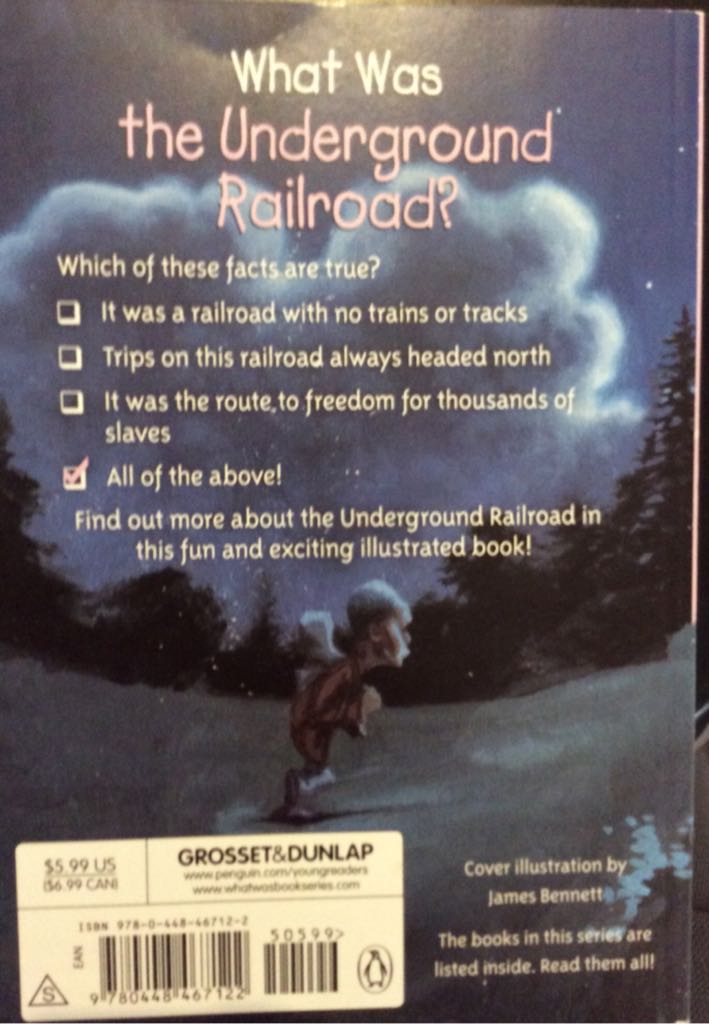 What Was
the Underground
Railroad?
Which of these facts are true?
It was a railroad with no trains or tracks
Trips on this railroad always headed north
It was the route to freedom for thousands of
slaves
All of the above!
Find out more about the Underground Railroad in
this fun and exciting illustrated book!
$5.99 US
($6.99 CAN)
GROSSET&DUNLAP
www.penguin.com/youngreaders
www.whatwasbookseries.com
ISBN 978-0-448-46712-2
50599>
EAN
9 780448 467122
S
Cover illustration by
James Bennett
The books in this series are
listed inside. Read them all!